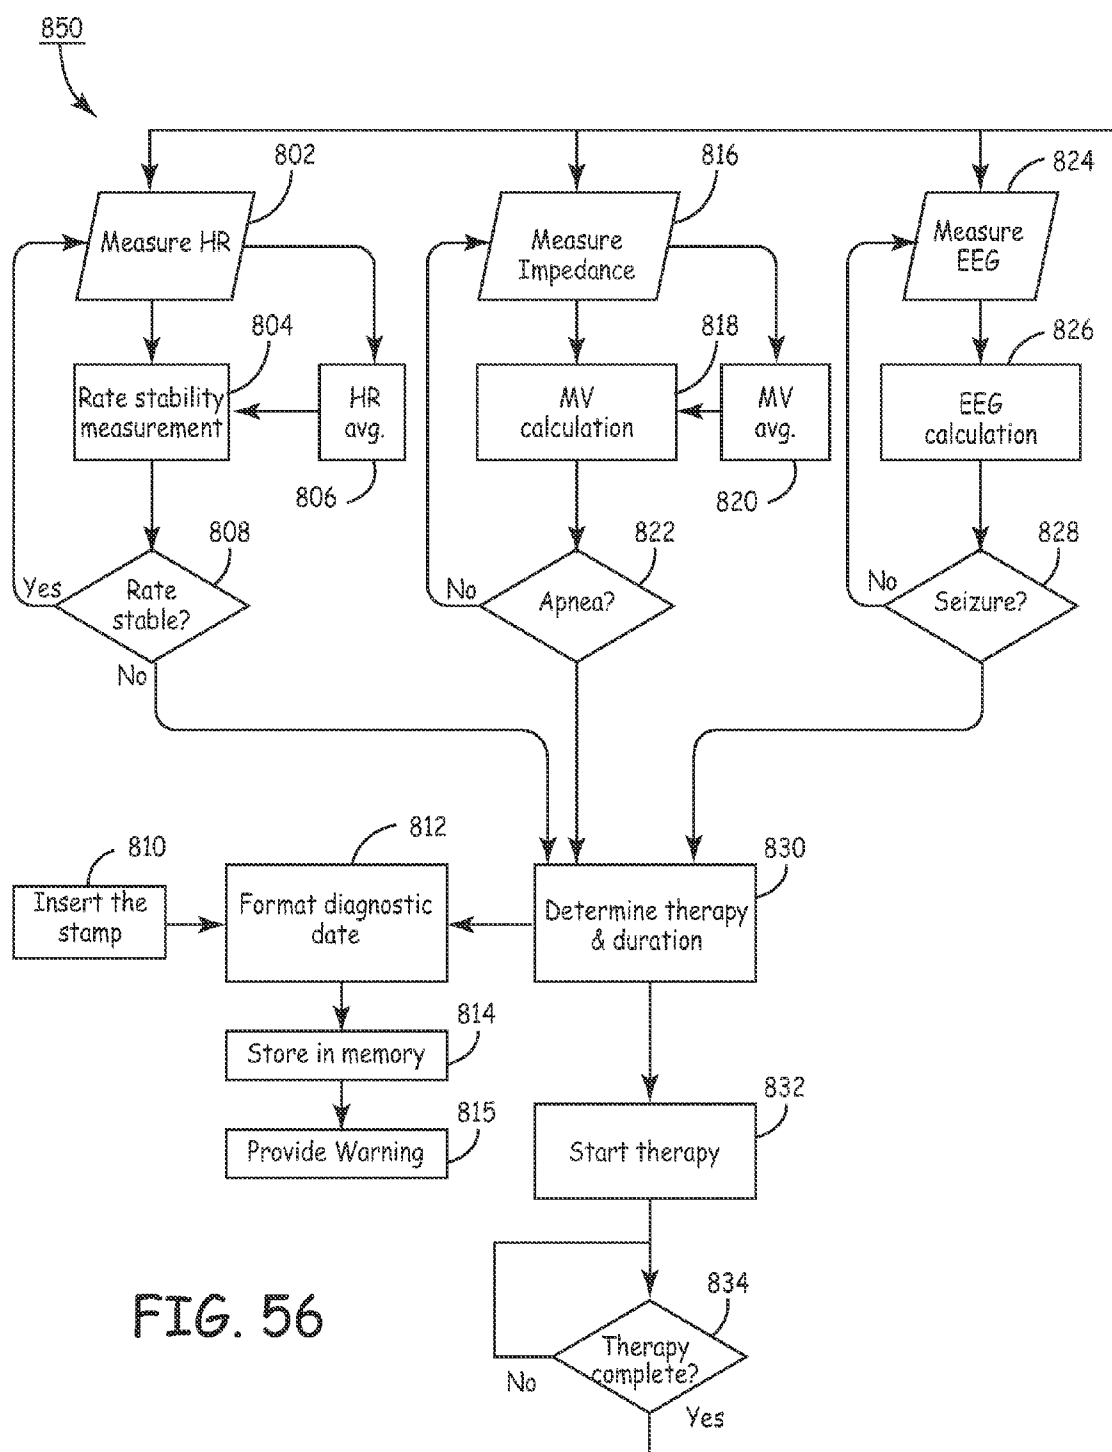 850
802
816
824
Measure HR
Measure
Impedance
Measure
EEG
804
818
826
Rate stability
measurement
HR
avg.
MV
calculation
MV
avg.
EEG
calculation
806
820
808
822
828
Yes
Rate
stable?
No
Apnea?
No
Seizure?
No
810
812
830
Insert the
stamp
Format diagnostic
date
Determine therapy
& duration
814
Store in memory
815
Provide Warning
832
Start therapy
834
Therapy
complete?
No
Yes
FIG. 56